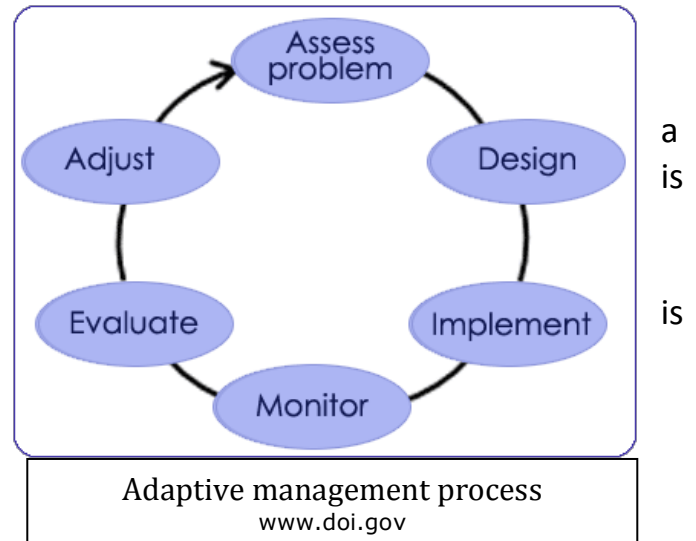 Assess
problem
Design
Implement
Monitor
Evaluate
Adjust
a
is
is
Adaptive management process
www.doi.gov